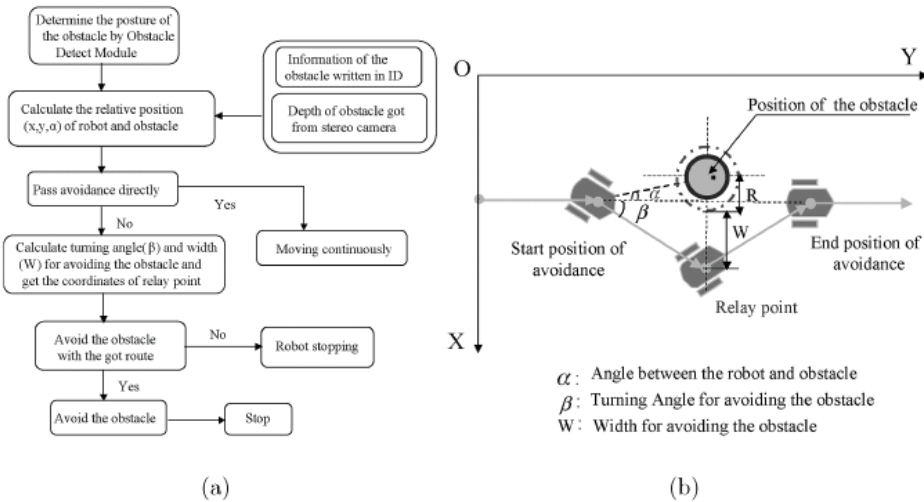 Determine the posture
of the obstacle by Obstacle
Detect Module
Information of the
obstacle written in ID
Depth of obstacle got
from stereo camera
Calculate the relative position
(x,y,α) of robot and obstacle
Pass avoidance directly
Yes
No
Moving continuously
Calculate turning angle(β) and width
(W) for avoiding the obstacle and
get the coordinates of relay point
Avoid the obstacle
with the got route
No
Robot stopping
Yes
Avoid the obstacle
Stop
(a)
O
Y
Position of the obstacle
α
β
R
W
Start position of
avoidance
End position of
avoidance
Relay point
X
α: Angle between the robot and obstacle
β: Turning Angle for avoiding the obstacle
W: Width for avoiding the obstacle
(b)